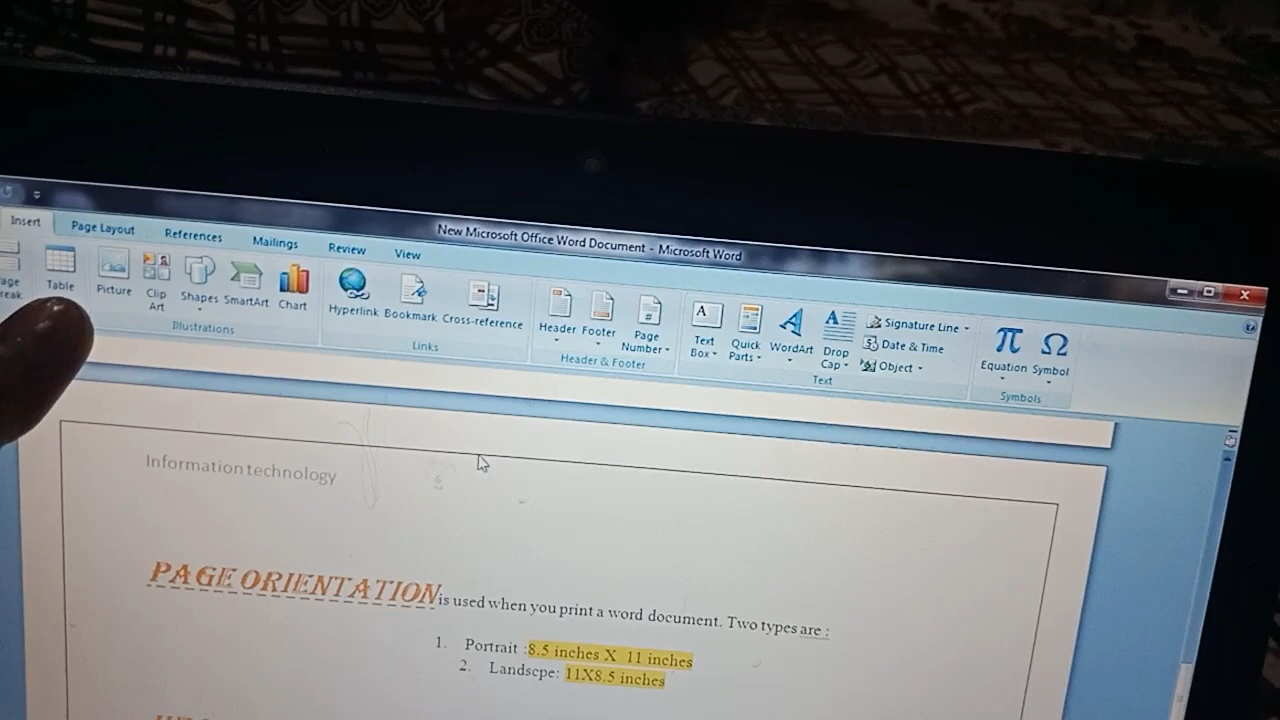 New Microsoft Office Word Document - Microsoft Word
Insert Page Layout References Mailings Review View
Table
Picture
Clip Art
Shapes
SmartArt
Chart
Illustrations
Hyperlink
Bookmark
Cross-reference
Links
Header
Footer
Page Number
Header & Footer
Text Box
Quick Parts
WordArt
Drop Cap
Signature Line
Date & Time
Object
Text
Equation
Symbol
Symbols
Information technology
PAGE ORIENTATION is used when you print a word document. Two types are :
1. Portrait :8.5 inches X 11 inches
2. Landscpe: 11X8.5 inches